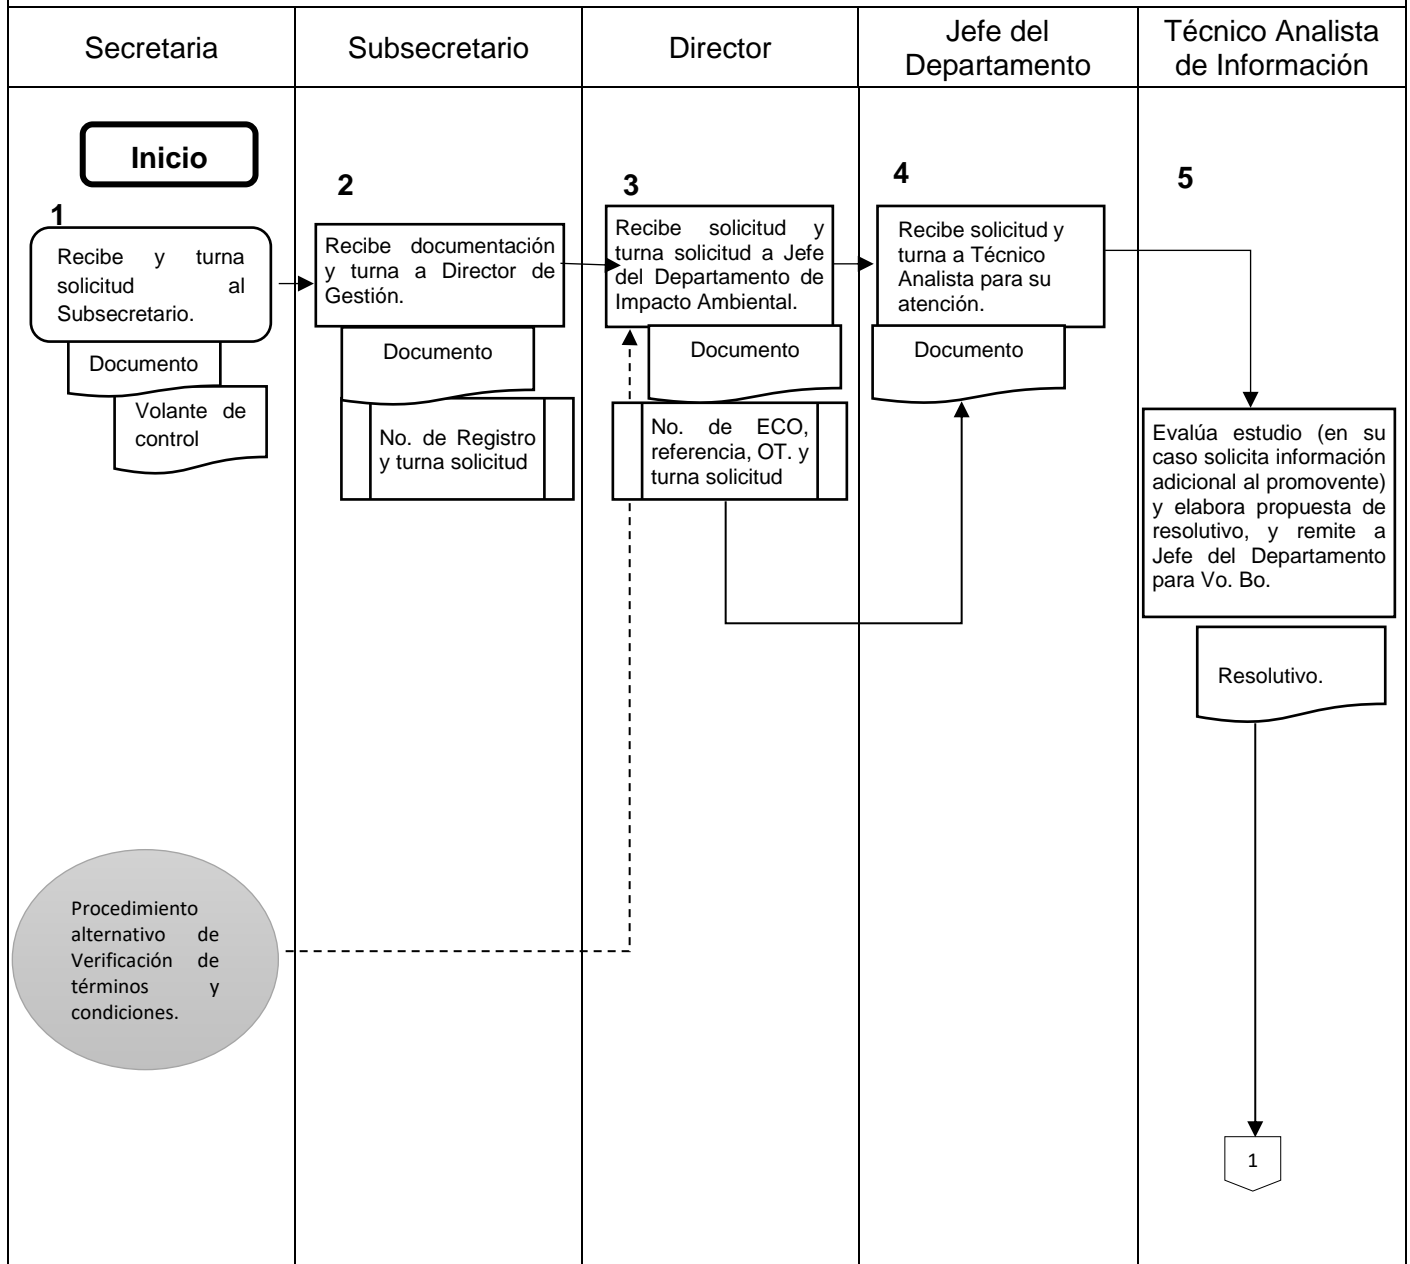 Secretaria
Subsecretario
Director
Jefe del
Departamento
Técnico Analista
de Información
Inicio
1
Recibe y turna
solicitud al
Subsecretario.
Documento
Volante de
control
2
Recibe documentación
y turna a Director de
Gestión.
Documento
No. de Registro
y turna solicitud
3
Recibe solicitud y
turna solicitud a Jefe
del Departamento de
Impacto Ambiental.
Documento
No. de ECO,
referencia, OT. y
turna solicitud
4
Recibe solicitud y
turna a Técnico
Analista para su
atención.
Documento
5
Evalúa estudio (en su
caso solicita información
adicional al promovente)
y elabora propuesta de
resolutivo, y remite a
Jefe del Departamento
para Vo. Bo.
Resolutivo.
Procedimiento
alternativo de
Verificación de
términos y
condiciones.
1